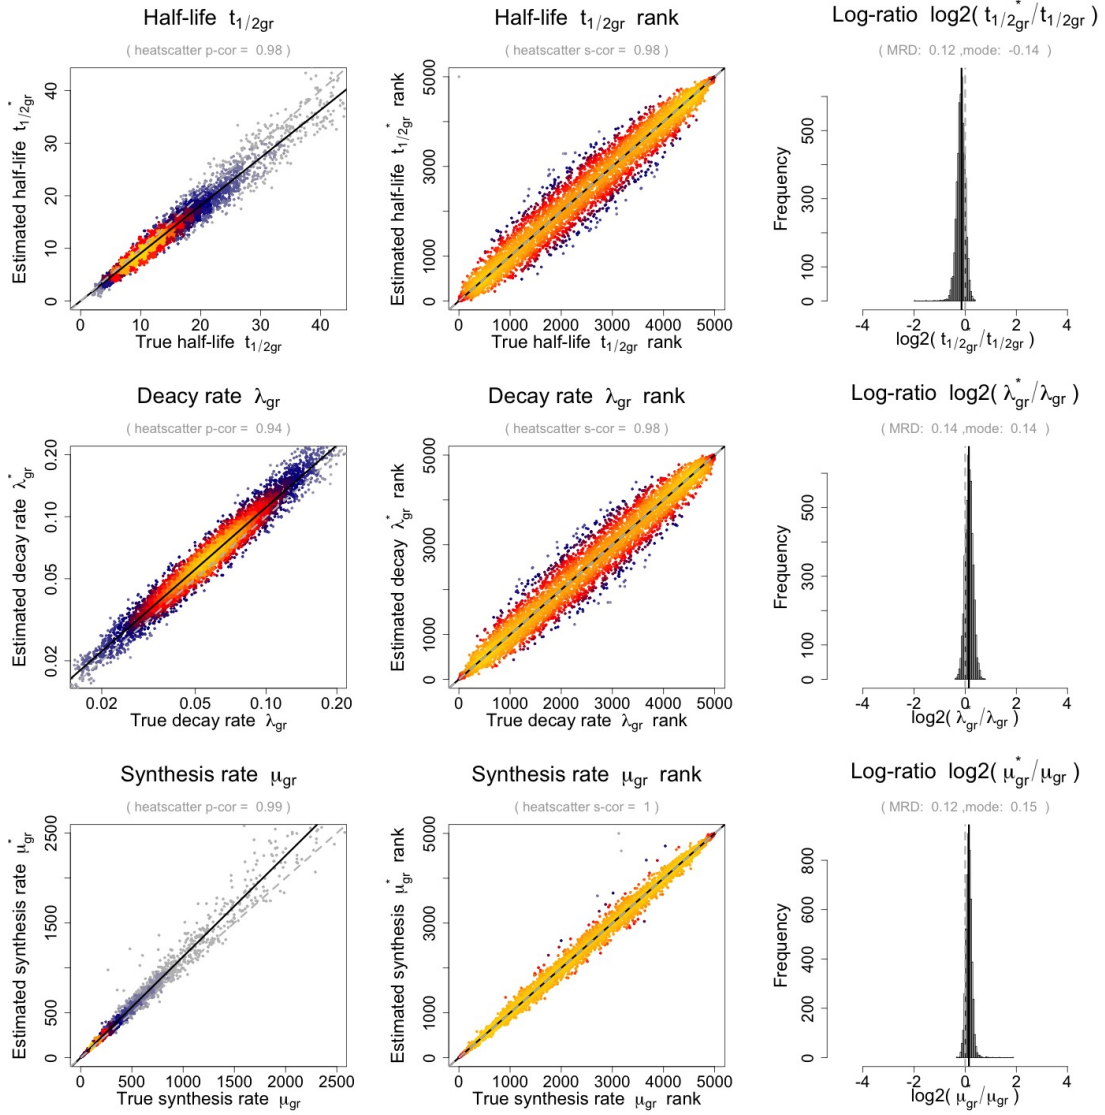 Half-life t1/2gr
( heatscatter p-cor = 0.98 )
Estimated half-life t*1/2gr
0 10 20 30 40
0 10 20 30 40
True half-life t1/2gr
Half-life t1/2gr rank
( heatscatter s-cor = 0.98 )
Estimated half-life t*1/2gr rank
0 1000 3000 5000
0 1000 2000 3000 4000 5000
True half-life t1/2gr rank
Log-ratio log2( t*1/2gr/t1/2gr )
( MRD: 0.12 ,mode: -0.14 )
Frequency
0 100 300 500
-4 -2 0 2 4
log2( t*1/2gr/t1/2gr )
Deacy rate λgr
( heatscatter p-cor = 0.94 )
Estimated decay rate λ*gr
0.02 0.05 0.10 0.20
0.02 0.05 0.10 0.20
True decay rate λgr
Decay rate λgr rank
( heatscatter s-cor = 0.98 )
Estimated decay λ*gr rank
0 1000 3000 5000
0 1000 2000 3000 4000 5000
True decay rate λgr rank
Log-ratio log2( λ*gr/λgr )
( MRD: 0.14 ,mode: 0.14 )
Frequency
0 100 300 500
-4 -2 0 2 4
log2( λ*gr/λgr )
Synthesis rate μgr
( heatscatter p-cor = 0.99 )
Estimated synthesis rate μ*gr
0 500 1500 2500
0 500 1000 1500 2000 2500
True synthesis rate μgr
Synthesis rate μgr rank
( heatscatter s-cor = 1 )
Estimated synthesis μ*gr rank
0 1000 3000 5000
0 1000 2000 3000 4000 5000
True synthesis rate μgr rank
Log-ratio log2( μ*gr/μgr )
( MRD: 0.12 ,mode: 0.15 )
Frequency
0 200 400 600 800
-4 -2 0 2 4
log2( μ*gr/μgr )